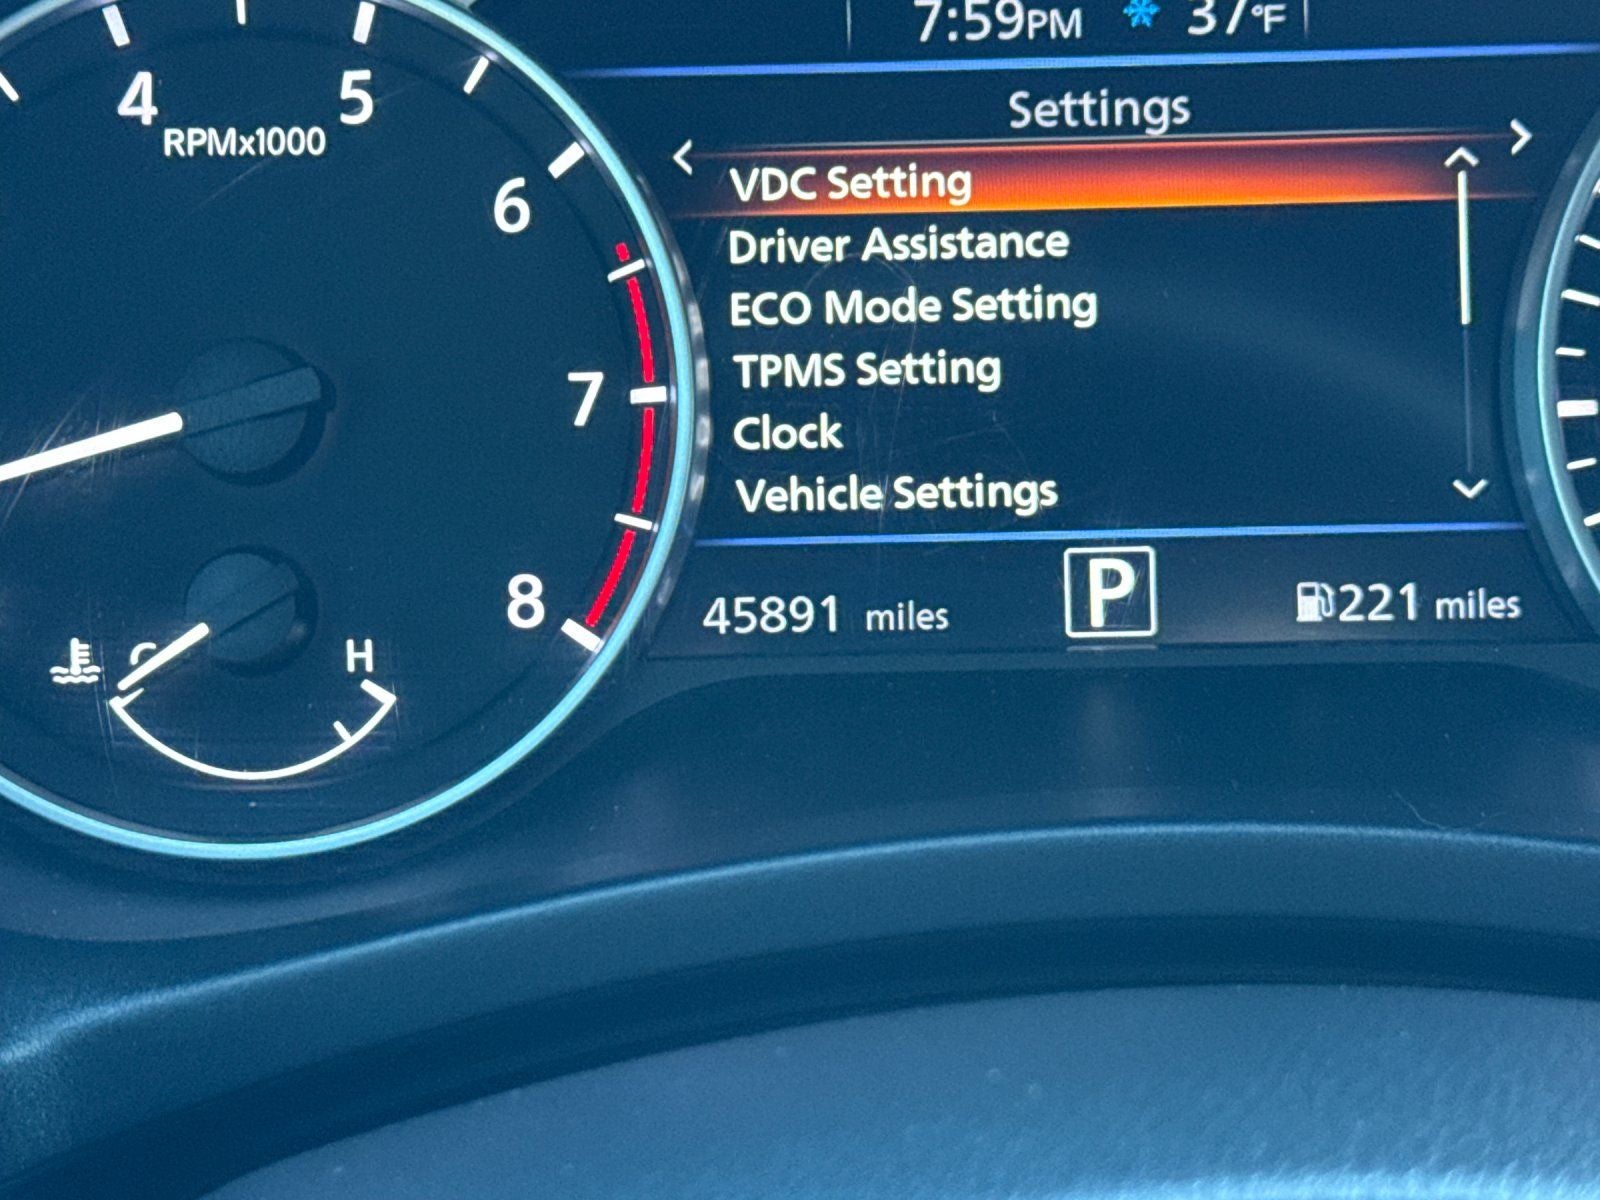 7:59PM 37°F
Settings
VDC Setting
Driver Assistance
ECO Mode Setting
TPMS Setting
Clock
Vehicle Settings
45891 miles P 221 miles
4 5
RPMx1000
6
7
8
C H